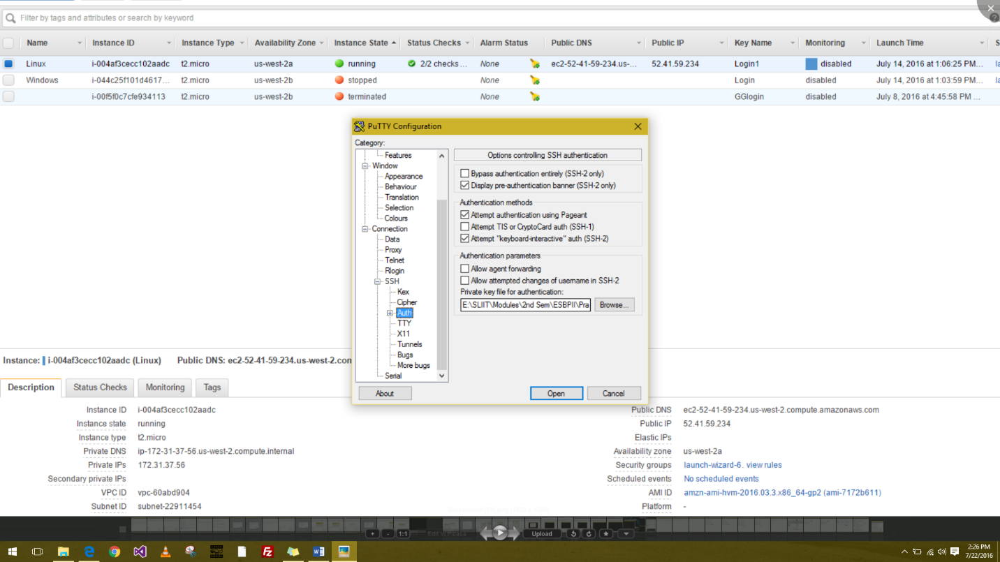 Filter by tags and attributes or search by keyword
Name Instance ID Instance Type Availability Zone Instance State Status Checks Alarm Status Public DNS Public IP Key Name Monitoring Launch Time S
Linux i-004af3cecc102aadc t2.micro us-west-2a running 2/2 checks ... None ec2-52-41-59-234.us-... 52.41.59.234 Login1 disabled July 14, 2016 at 1:06:25 PM... la
Windows i-044c25f101d4617... t2.micro us-west-2b stopped None Login disabled July 14, 2016 at 1:03:59 PM... la
i-00f5f0c7cfe934113 t2.micro us-west-2b terminated None GGlogin disabled July 8, 2016 at 4:45:58 PM ...
PuTTY Configuration
Category:
Features
Window
Appearance
Behaviour
Translation
Selection
Colours
Connection
Data
Proxy
Telnet
Rlogin
SSH
Kex
Cipher
Auth
TTY
X11
Tunnels
Bugs
More bugs
Serial
Options controlling SSH authentication
Bypass authentication entirely (SSH-2 only)
Display pre-authentication banner (SSH-2 only)
Authentication methods
Attempt authentication using Pageant
Attempt TIS or CryptoCard auth (SSH-1)
Attempt "keyboard-interactive" auth (SSH-2)
Authentication parameters
Allow agent forwarding
Allow attempted changes of username in SSH-2
Private key file for authentication:
E:\SLIIT\Modules\2nd Sem\ESBPII\Pra Browse...
About Open Cancel
Instance: i-004af3cecc102aadc (Linux) Public DNS: ec2-52-41-59-234.us-west-2.con
Description Status Checks Monitoring Tags
Instance ID i-004af3cecc102aadc
Instance state running
Instance type t2.micro
Private DNS ip-172-31-37-56.us-west-2.compute.internal
Private IPs 172.31.37.56
Secondary private IPs
VPC ID vpc-60abd904
Subnet ID subnet-22911454
Public DNS ec2-52-41-59-234.us-west-2.compute.amazonaws.com
Public IP 52.41.59.234
Elastic IPs
Availability zone us-west-2a
Security groups launch-wizard-6. view rules
Scheduled events No scheduled events
AMI ID amzn-ami-hvm-2016.03.3.x86_64-gp2 (ami-7172b611)
Platform -
1:1 Edit in Picasa Upload
2:26 PM
7/22/2016